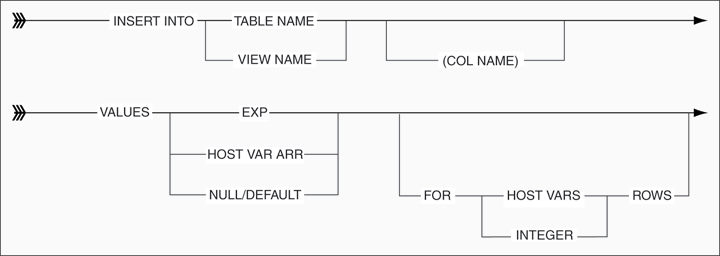 INSERT INTO TABLE NAME
VIEW NAME (COL NAME)
VALUES EXP
HOST VAR ARR
NULL/DEFAULT FOR HOST VARS ROWS
INTEGER